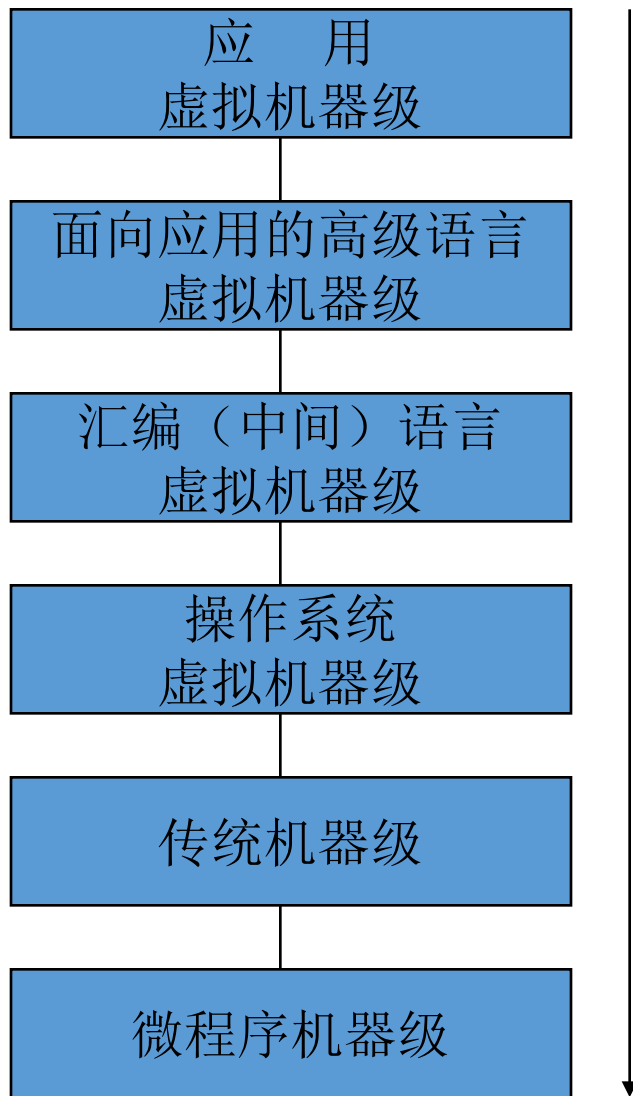 应　用
虚拟机器级
面向应用的高级语言
虚拟机器级
汇编（中间）语言
虚拟机器级
操作系统
虚拟机器级
传统机器级
微程序机器级